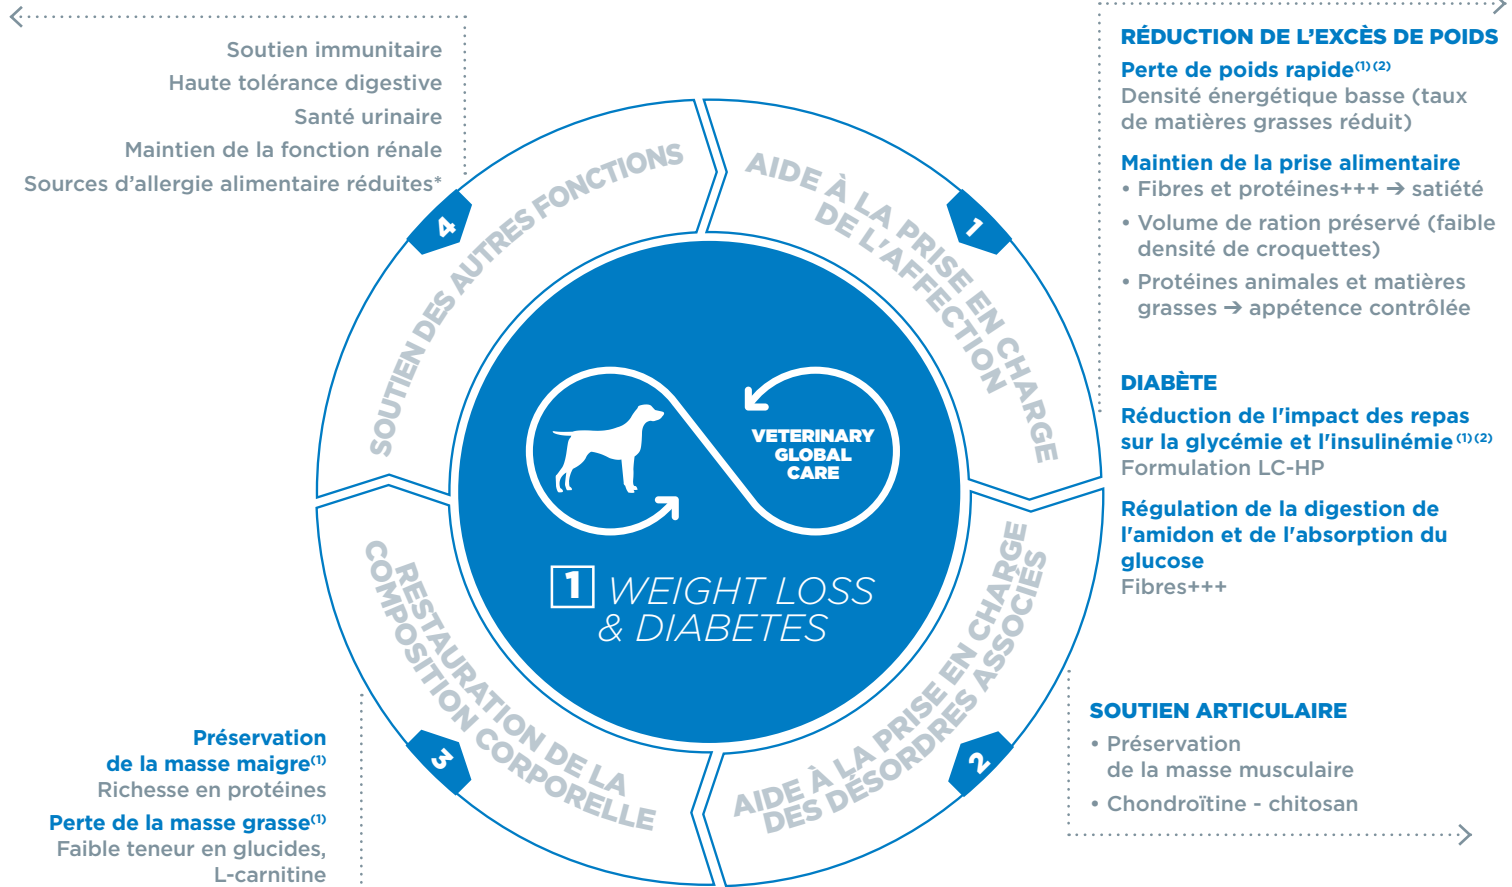 Soutien immunitaire
Haute tolérance digestive
Santé urinaire
Maintien de la fonction rénale
Sources d’allergie alimentaire réduites*
RÉDUCTION DE L’EXCÈS DE POIDS
Perte de poids rapide(1) (2)
Densité énergétique basse (taux
de matières grasses réduit)
Maintien de la prise alimentaire
• Fibres et protéines+++ ➔ satiété
• Volume de ration préservé (faible
densité de croquettes)
• Protéines animales et matières
grasses ➔ appétence contrôlée
DIABÈTE
Réduction de l'impact des repas
sur la glycémie et l'insulinémie (1) (2)
Formulation LC-HP
Régulation de la digestion de
l'amidon et de l'absorption du
glucose
Fibres+++
1
AIDE À LA PRISE EN CHARGE
DE L’AFFECTION
2
AIDE À LA PRISE EN CHARGE
DES DÉSORDRES ASSOCIÉS
SOUTIEN ARTICULAIRE
• Préservation
de la masse musculaire
• Chondroïtine - chitosan
3
RESTAURATION DE LA
COMPOSITION CORPORELLE
Préservation
de la masse maigre(1)
Richesse en protéines
Perte de la masse grasse(1)
Faible teneur en glucides,
L-carnitine
4
SOUTIEN DES AUTRES FONCTIONS
VETERINARY
GLOBAL
CARE
1 WEIGHT LOSS
& DIABETES